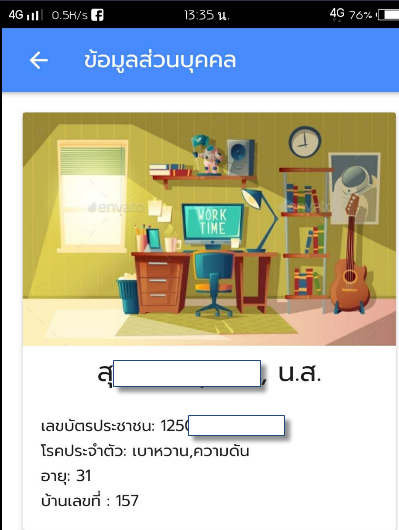 4G 0.5K/s 13:35 น. 4G 76%
ข้อมูลส่วนบุคคล
envato
envato
WORK
TIME
สุ , น.ส.
เลขบัตรประชาชน: 1250
โรคประจำตัว: เบาหวาน,ความดัน
อายุ: 31
บ้านเลขที่ : 157